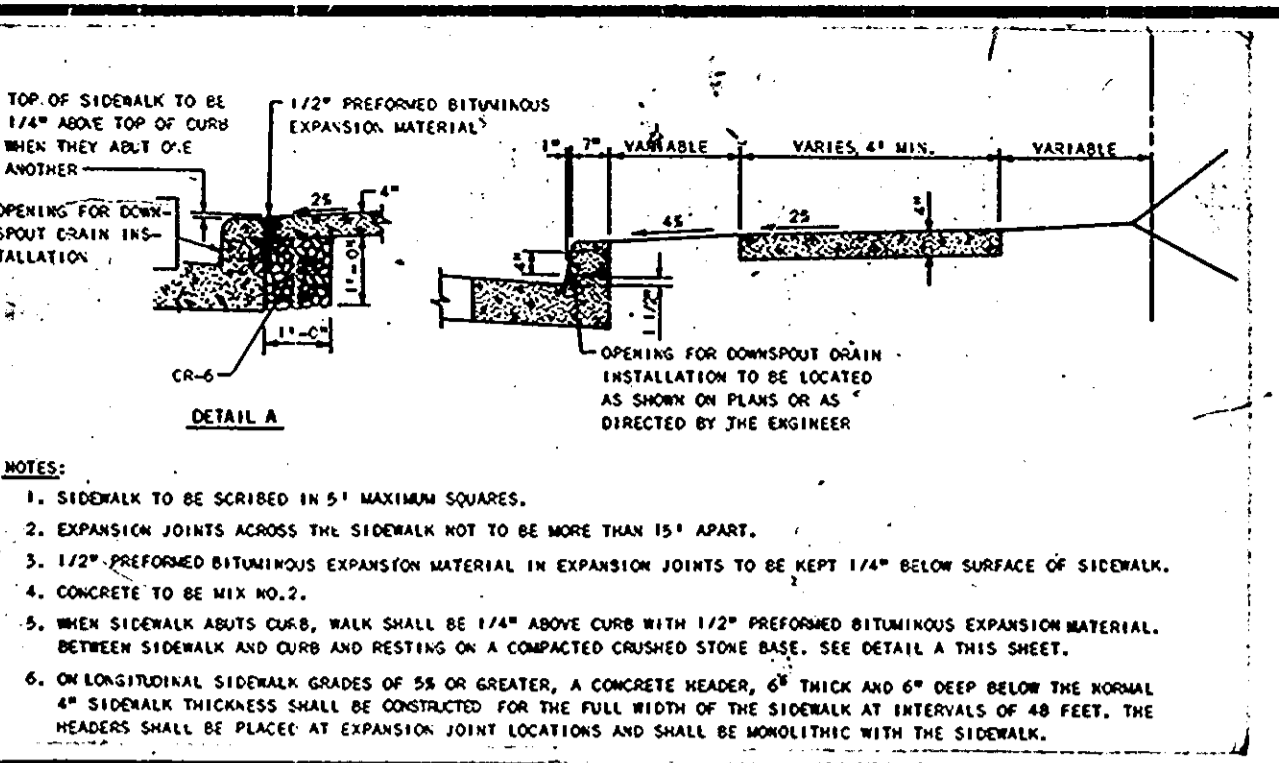 TOP OF SIDEWALK TO BE
1/4" ABOVE TOP OF CURB
WHEN THEY ABUT ONE
ANOTHER
OPENING FOR DOWN-
SPOUT DRAIN INS-
TALLATION
1/2" PREFORMED BITUMINOUS
EXPANSION MATERIAL
2%
4"
1'-0"
1'-0"
CR-6
DETAIL A
1" 7" VARIABLE VARIES 4' MIN. VARIABLE
4% 2% 4"
4"
1 1/2"
OPENING FOR DOWNSPOUT DRAIN
INSTALLATION TO BE LOCATED
AS SHOWN ON PLANS OR AS
DIRECTED BY THE ENGINEER
NOTES:
1. SIDEWALK TO BE SCRIBED IN 5' MAXIMUM SQUARES.
2. EXPANSION JOINTS ACROSS THE SIDEWALK NOT TO BE MORE THAN 15' APART.
3. 1/2" PREFORMED BITUMINOUS EXPANSION MATERIAL IN EXPANSION JOINTS TO BE KEPT 1/4" BELOW SURFACE OF SIDEWALK.
4. CONCRETE TO BE MIX NO.2.
5. WHEN SIDEWALK ABUTS CURB, WALK SHALL BE 1/4" ABOVE CURB WITH 1/2" PREFORMED BITUMINOUS EXPANSION MATERIAL.
BETWEEN SIDEWALK AND CURB AND RESTING ON A COMPACTED CRUSHED STONE BASE. SEE DETAIL A THIS SHEET.
6. ON LONGITUDINAL SIDEWALK GRADES OF 5% OR GREATER, A CONCRETE HEADER, 6" THICK AND 6" DEEP BELOW THE NORMAL
4" SIDEWALK THICKNESS SHALL BE CONSTRUCTED FOR THE FULL WIDTH OF THE SIDEWALK AT INTERVALS OF 48 FEET. THE
HEADERS SHALL BE PLACED AT EXPANSION JOINT LOCATIONS AND SHALL BE MONOLITHIC WITH THE SIDEWALK.